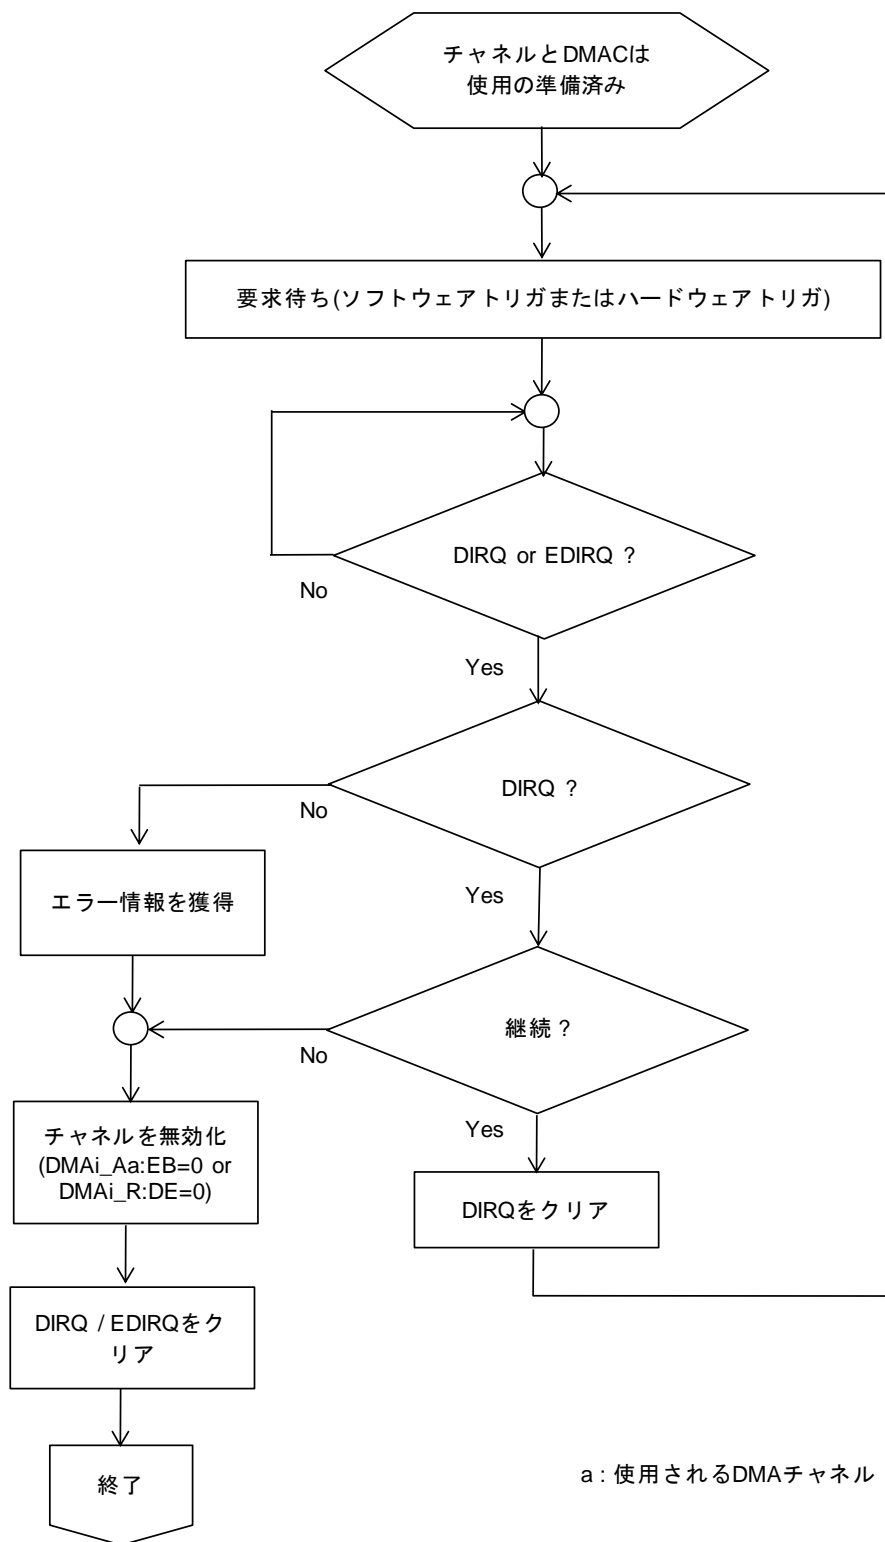 チャネルとDMACは
使用の準備済み
要求待ち(ソフトウェアトリガまたはハードウェアトリガ)
DIRQ or EDIRQ ?
No
Yes
DIRQ ?
No
Yes
エラー情報を獲得
継続 ?
No
Yes
チャネルを無効化
(DMAi_Aa:EB=0 or
DMAi_R:DE=0)
DIRQをクリア
DIRQ / EDIRQをク
リア
終了
a : 使用されるDMAチャネル